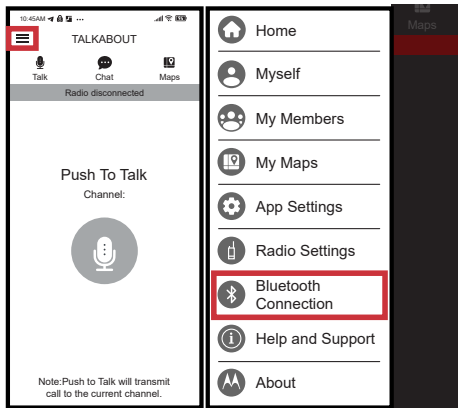 10:45AM
TALKABOUT
Talk
Chat
Maps
Radio disconnected
Push To Talk
Channel:
Note:Push to Talk will transmit
call to the current channel.
Home
Myself
My Members
My Maps
App Settings
Radio Settings
Bluetooth
Connection
Help and Support
About
Maps